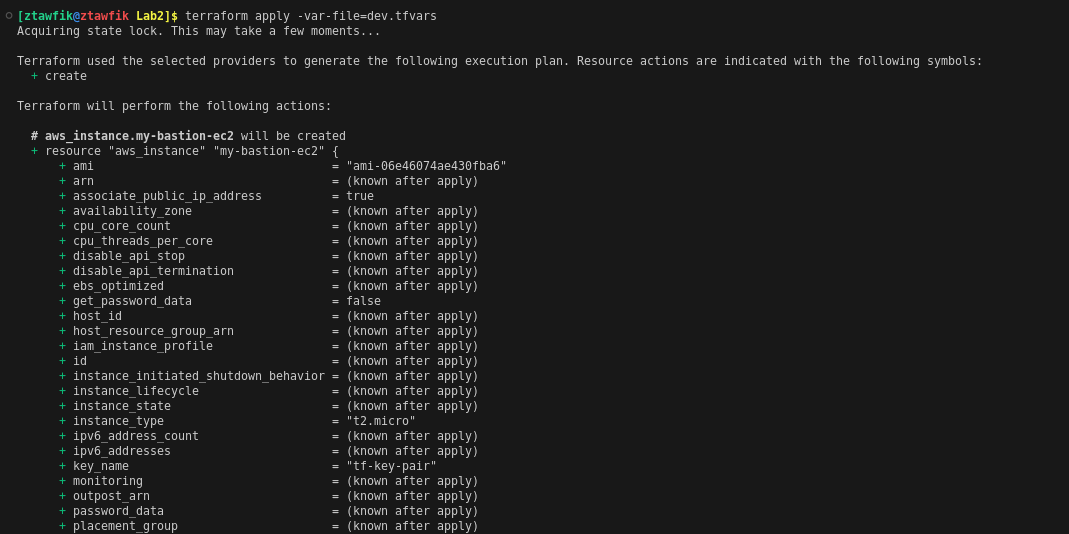 [ztawfik@ztawfik Lab2]$ terraform apply -var-file=dev.tfvars
Acquiring state lock. This may take a few moments...

Terraform used the selected providers to generate the following execution plan. Resource actions are indicated with the following symbols:
  + create

Terraform will perform the following actions:

  # aws_instance.my-bastion-ec2 will be created
  + resource "aws_instance" "my-bastion-ec2" {
      + ami                                  = "ami-06e46074ae430fba6"
      + arn                                  = (known after apply)
      + associate_public_ip_address          = true
      + availability_zone                    = (known after apply)
      + cpu_core_count                       = (known after apply)
      + cpu_threads_per_core                 = (known after apply)
      + disable_api_stop                     = (known after apply)
      + disable_api_termination              = (known after apply)
      + ebs_optimized                        = (known after apply)
      + get_password_data                    = false
      + host_id                              = (known after apply)
      + host_resource_group_arn              = (known after apply)
      + iam_instance_profile                 = (known after apply)
      + id                                   = (known after apply)
      + instance_initiated_shutdown_behavior = (known after apply)
      + instance_lifecycle                   = (known after apply)
      + instance_state                       = (known after apply)
      + instance_type                        = "t2.micro"
      + ipv6_address_count                   = (known after apply)
      + ipv6_addresses                       = (known after apply)
      + key_name                             = "tf-key-pair"
      + monitoring                           = (known after apply)
      + outpost_arn                          = (known after apply)
      + password_data                        = (known after apply)
      + placement_group                      = (known after apply)